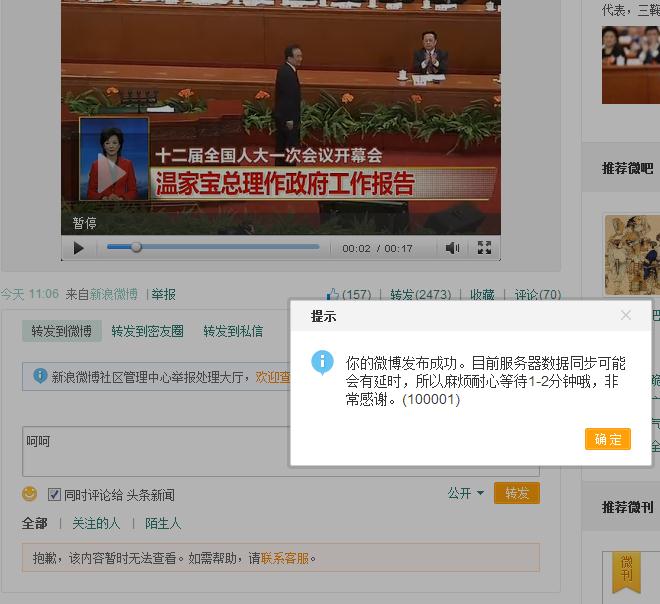 代表，三鞠
推荐微吧
十二届全国人大一次会议开幕会
温家宝总理作政府工作报告
暂停
00:02 / 00:17
今天 11:06 来自新浪微博 | 举报
(157) | 转发(2473) | 收藏 | 评论(70)
转发到微博 转发到密友圈 转发到私信
新浪微博社区管理中心举报处理大厅，欢迎查
提示
你的微博发布成功。目前服务器数据同步可能
会有延时，所以麻烦耐心等待1-2分钟哦，非
常感谢。(100001)
确定
呵呵
同时评论给 头条新闻
公开
转发
全部 | 关注的人 | 陌生人
抱歉，该内容暂时无法查看。如需帮助，请联系客服。
推荐微刊
微
刊